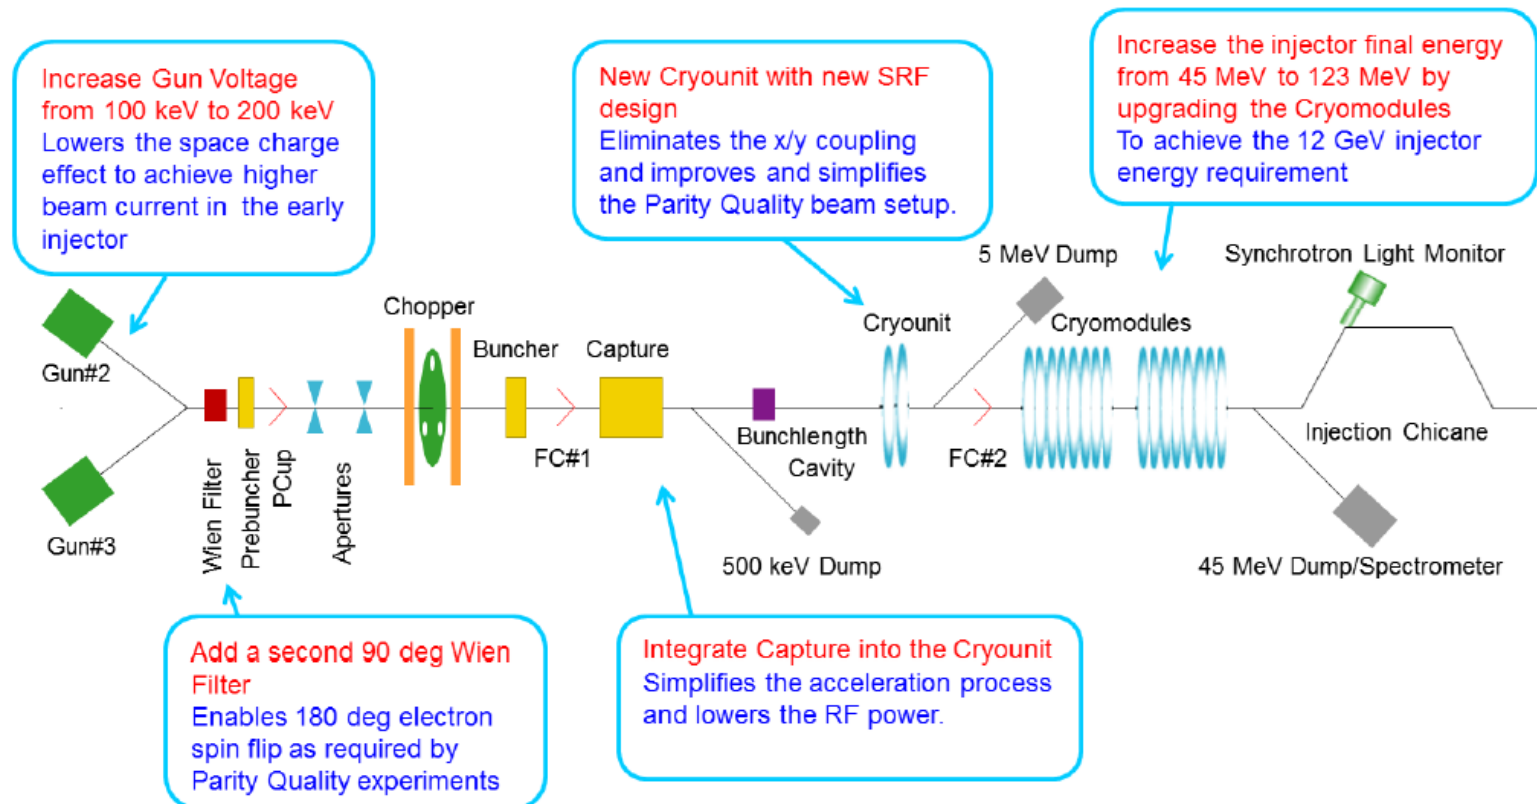 Increase Gun Voltage
from 100 keV to 200 keV
Lowers the space charge
effect to achieve higher
beam current in the early
injector
New Cryounit with new SRF
design
Eliminates the x/y coupling
and improves and simplifies
the Parity Quality beam setup.
Increase the injector final energy
from 45 MeV to 123 MeV by
upgrading the Cryomodules
To achieve the 12 GeV injector
energy requirement
5 MeV Dump
Synchrotron Light Monitor
Chopper
Cryounit
Cryomodules
Buncher
Capture
Gun#2
Gun#3
Wien Filter
Prebuncher
PCup
Apertures
FC#1
Bunchlength
Cavity
FC#2
Injection Chicane
500 keV Dump
45 MeV Dump/Spectrometer
Add a second 90 deg Wien
Filter
Enables 180 deg electron
spin flip as required by
Parity Quality experiments
Integrate Capture into the Cryounit
Simplifies the acceleration process
and lowers the RF power.